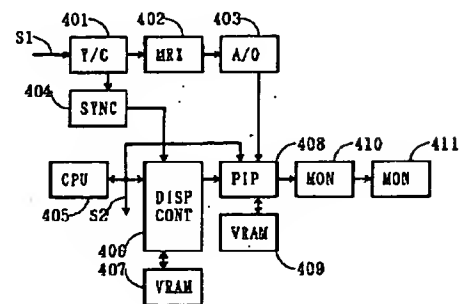 401
402
403
S1
Y/C
MRX
A/D
404
SYNC
408
410
411
CPU
DISP
CONT
PIP
MON
MON
405
S2
406
407
VRAM
VRAM
409